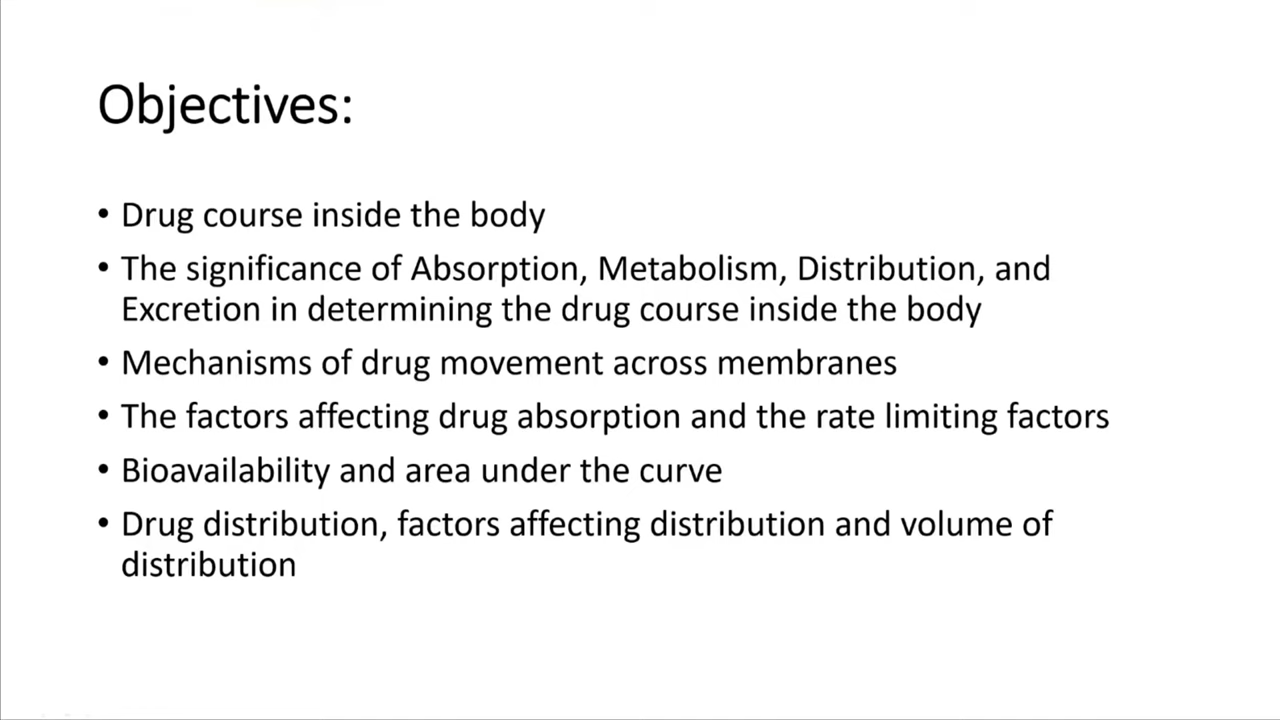 Objectives:
• Drug course inside the body
• The significance of Absorption, Metabolism, Distribution, and
Excretion in determining the drug course inside the body
• Mechanisms of drug movement across membranes
• The factors affecting drug absorption and the rate limiting factors
• Bioavailability and area under the curve
• Drug distribution, factors affecting distribution and volume of
distribution